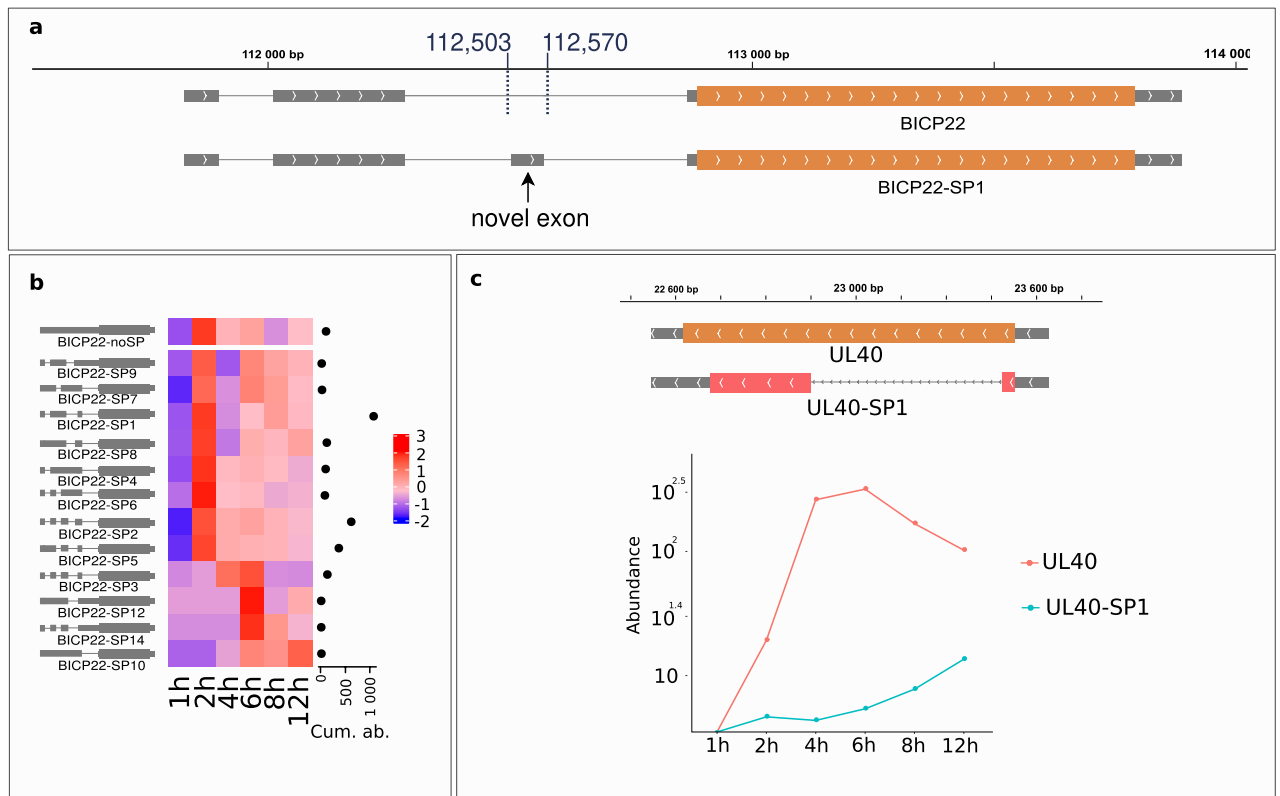 a
112,503 112,570
112 000 bp 113 000 bp 114 000
BICP22
BICP22-SP1
novel exon
b
BICP22-noSP
BICP22-SP9
BICP22-SP7
BICP22-SP1
BICP22-SP8
BICP22-SP4
BICP22-SP6
BICP22-SP2
BICP22-SP5
BICP22-SP3
BICP22-SP12
BICP22-SP14
BICP22-SP10
1h 2h 4h 6h 8h 12h
0 500 1 000
Cum. ab.
3
2
1
0
-1
-2
c
22 600 bp 23 000 bp 23 600 bp
UL40
UL40-SP1
Abundance
10^2.5
10^2
10^1.4
10
1h 2h 4h 6h 8h 12h
UL40
UL40-SP1